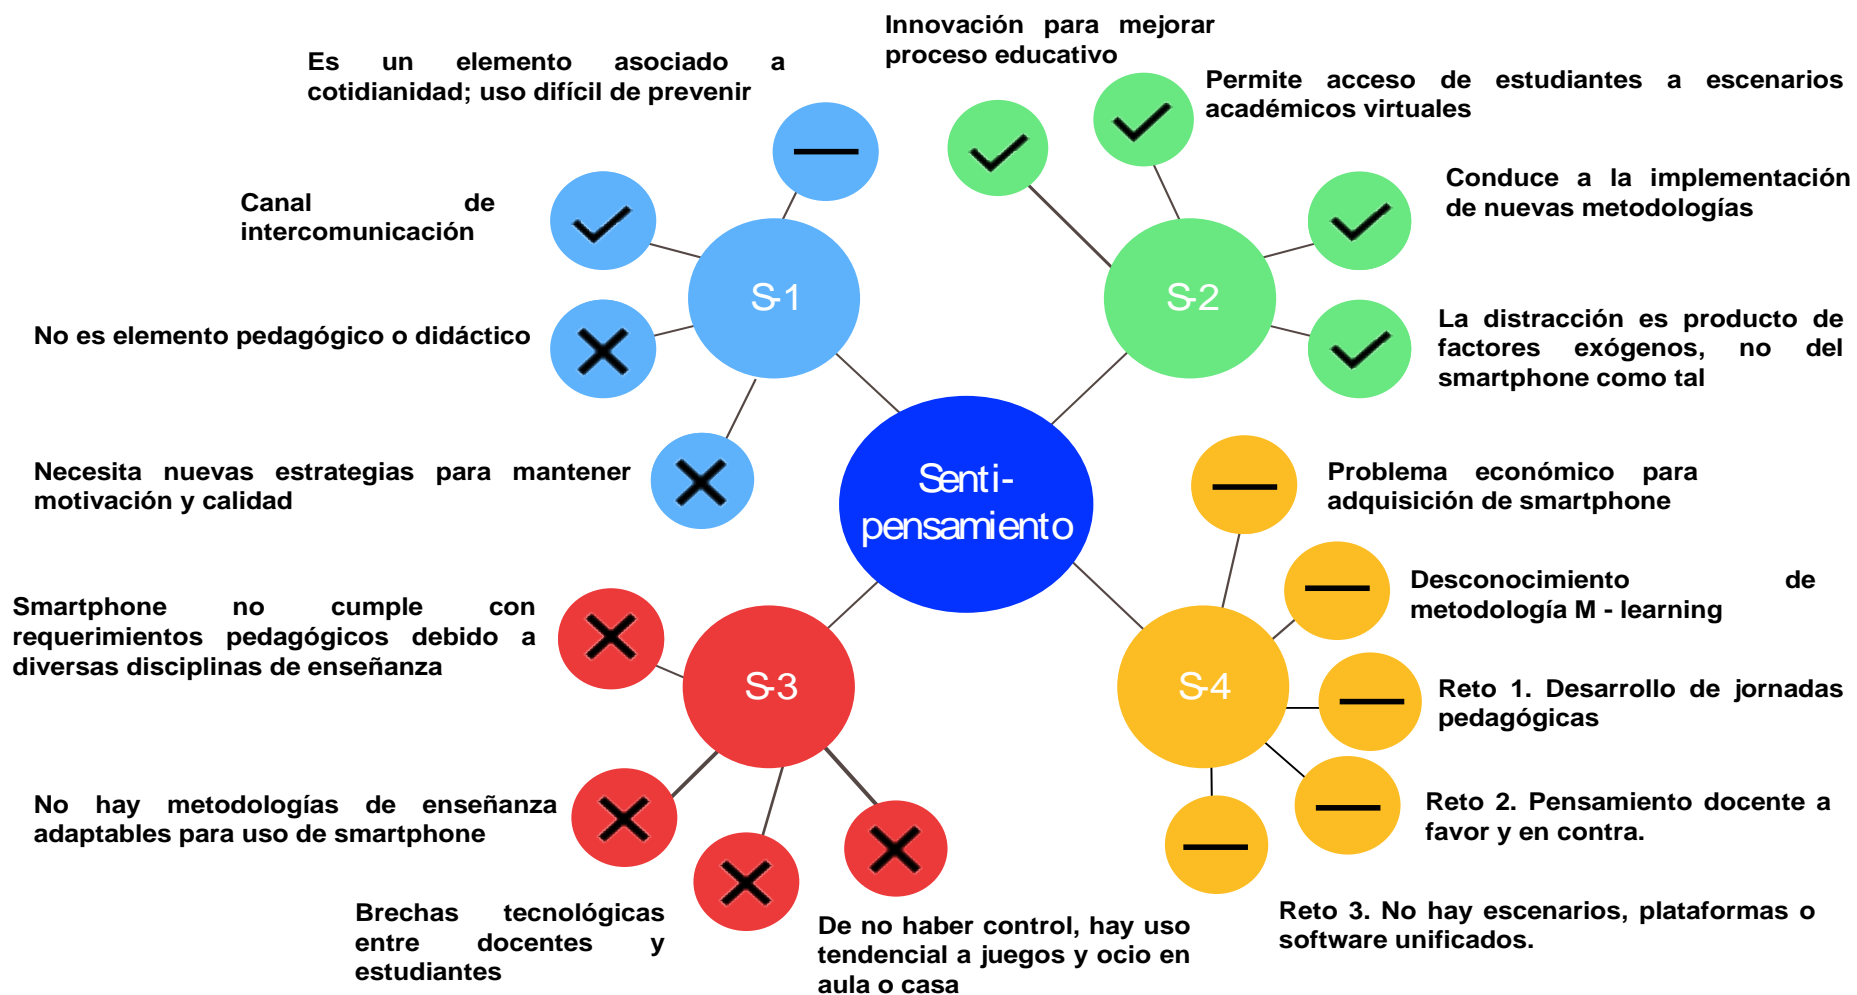 Innovación para mejorar
proceso educativo
Es un elemento asociado a
cotidianidad; uso difícil de prevenir
Permite acceso de estudiantes a escenarios
académicos virtuales
Canal de
intercomunicación
Conduce a la implementación
de nuevas metodologías
S-1
S-2
No es elemento pedagógico o didáctico
La distracción es producto de
factores exógenos, no del
smartphone como tal
Necesita nuevas estrategias para mantener
motivación y calidad
Senti-
pensamiento
Problema económico para
adquisición de smartphone
Smartphone no cumple con
requerimientos pedagógicos debido a
diversas disciplinas de enseñanza
Desconocimiento de
metodología M - learning
S-3
S-4
Reto 1. Desarrollo de jornadas
pedagógicas
No hay metodologías de enseñanza
adaptables para uso de smartphone
Reto 2. Pensamiento docente a
favor y en contra.
Brechas tecnológicas
entre docentes y
estudiantes
De no haber control, hay uso
tendencial a juegos y ocio en
aula o casa
Reto 3. No hay escenarios, plataformas o
software unificados.